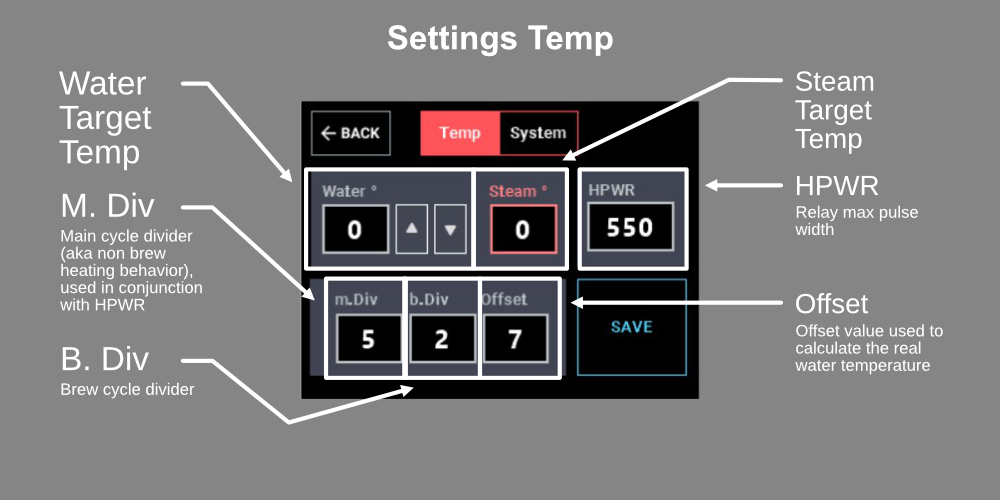 Settings Temp
Water
Target
Temp
M. Div
Main cycle divider
(aka non brew
heating behavior),
used in conjunction
with HPWR
B. Div
Brew cycle divider
← BACK
Temp
System
Water °
Steam °
HPWR
0
▲
▼
0
550
m.Div
b.Div
Offset
5
2
7
SAVE
Steam
Target
Temp
HPWR
Relay max pulse
width
Offset
Offset value used to
calculate the real
water temperature